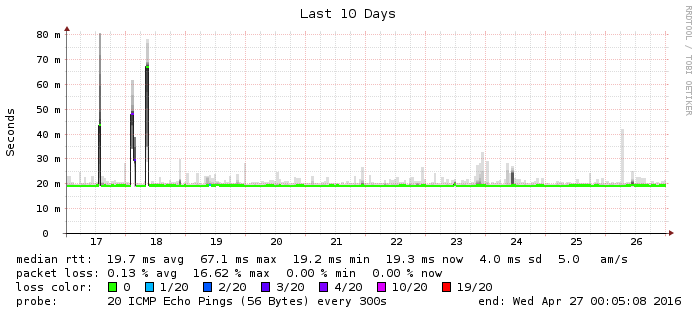 Last 10 Days
RRDTOOL / TOBI OETIKER
Seconds
80 m
70 m
60 m
50 m
40 m
30 m
20 m
10 m
0
17 18 19 20 21 22 23 24 25 26
median rtt: 19.7 ms avg 67.1 ms max 19.2 ms min 19.3 ms now 4.0 ms sd 5.0 am/s
packet loss: 0.13 % avg 16.62 % max 0.00 % min 0.00 % now
loss color: 0 1/20 2/20 3/20 4/20 10/20 19/20
probe: 20 ICMP Echo Pings (56 Bytes) every 300s end: Wed Apr 27 00:05:08 2016